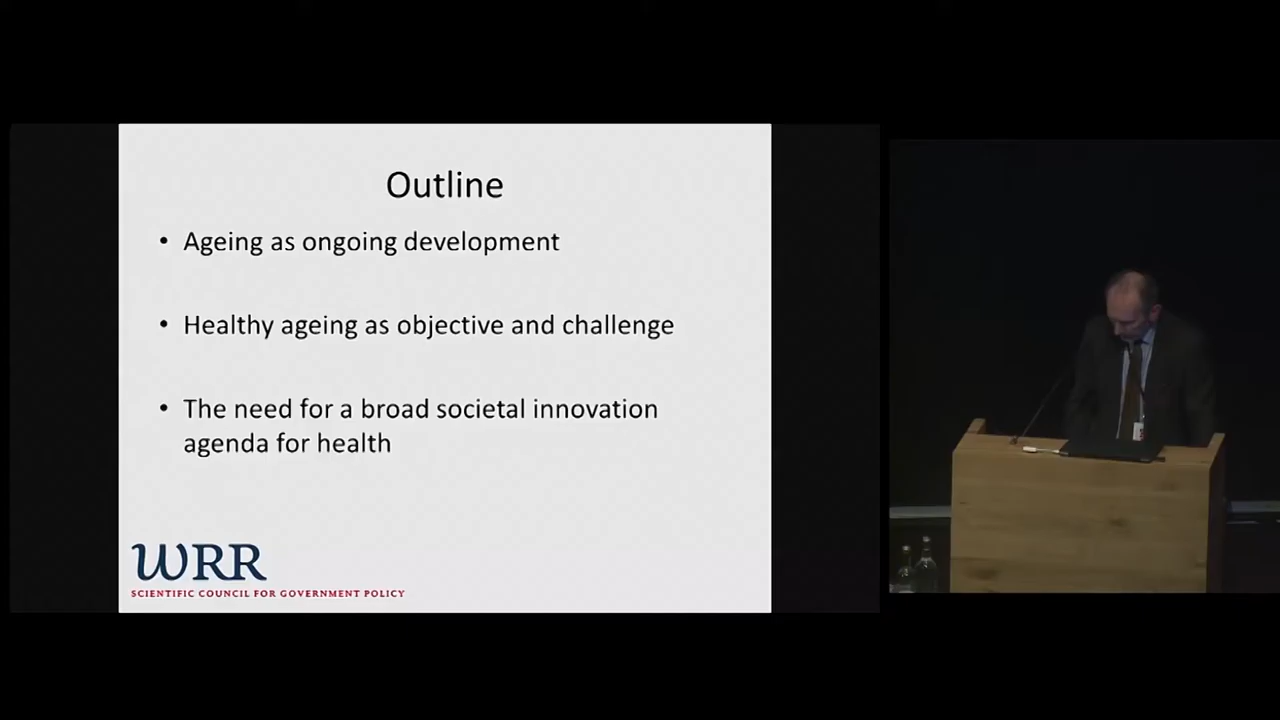 Outline
• Ageing as ongoing development
• Healthy ageing as objective and challenge
• The need for a broad societal innovation
agenda for health
WRR
SCIENTIFIC COUNCIL FOR GOVERNMENT POLICY